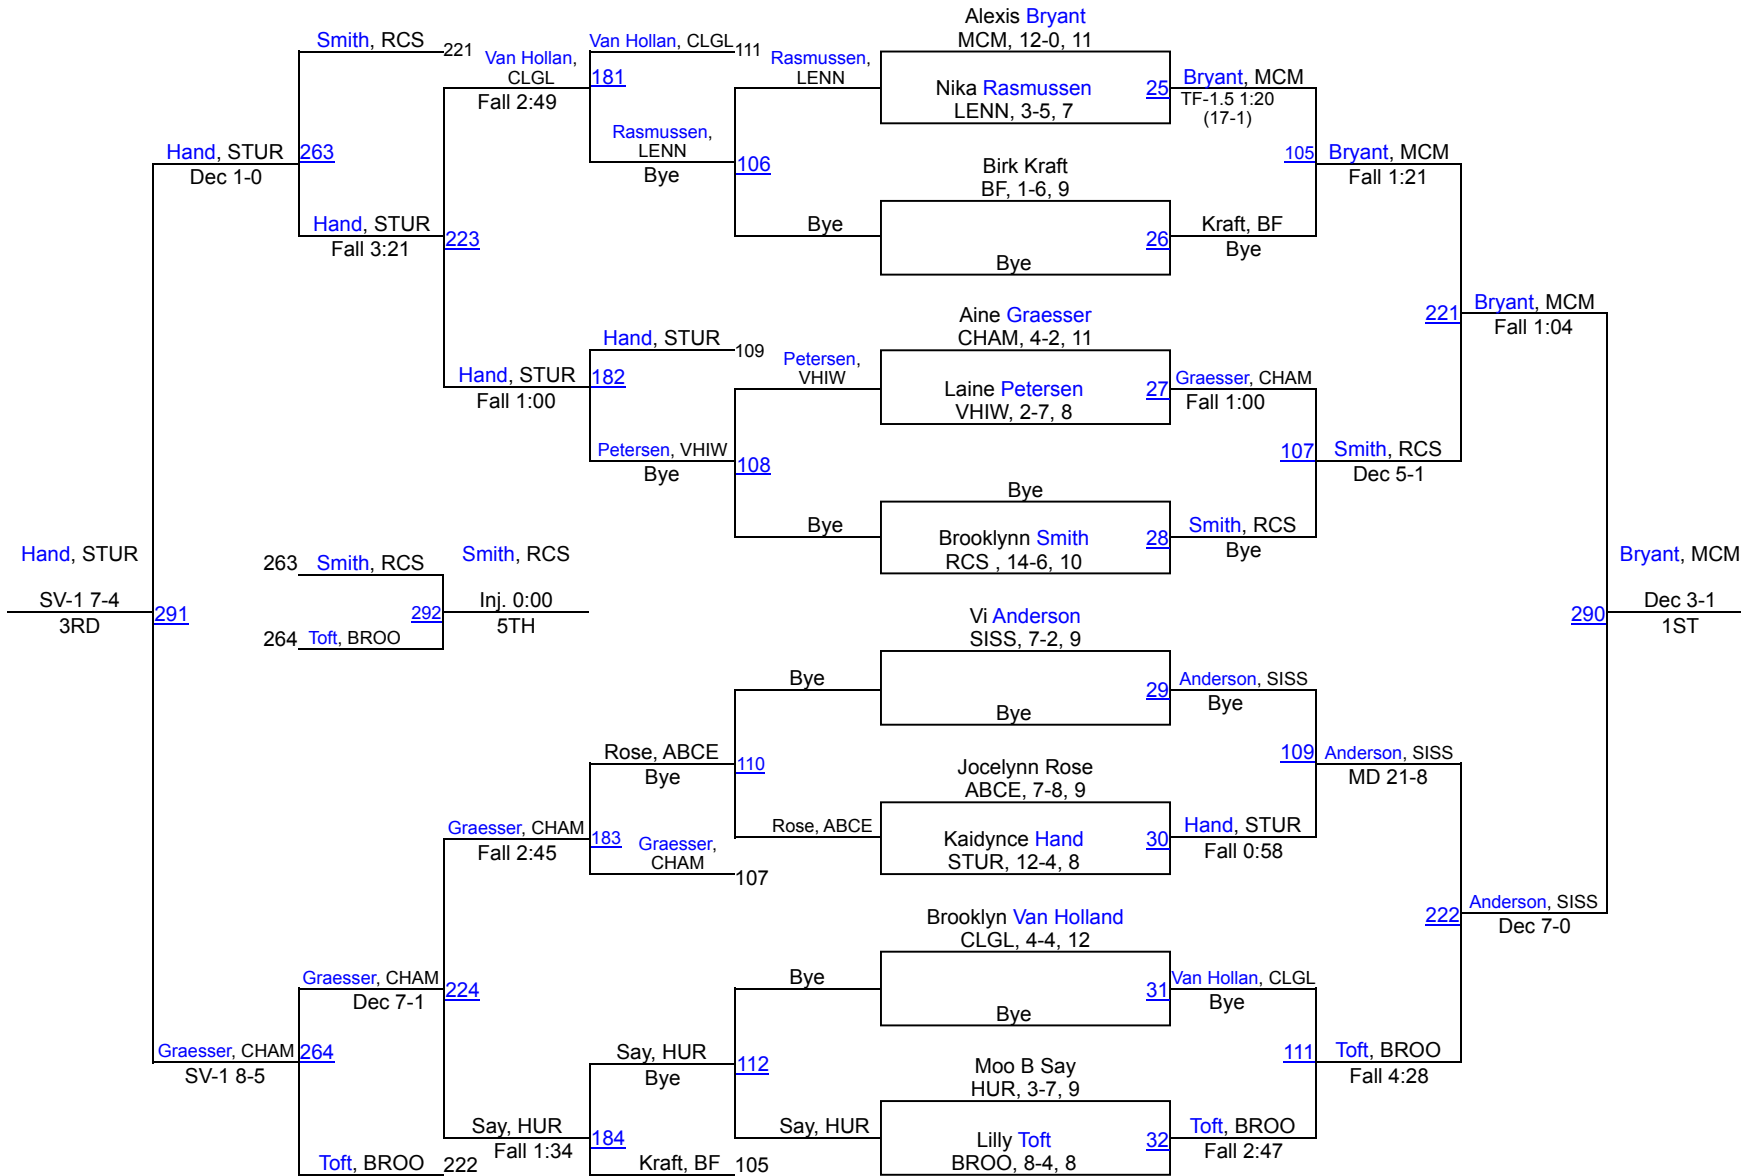 Alexis Bryant
MCM, 12-0, 11
Smith, RCS
221
Van Hollan,
CLGL
Fall 2:49
181
Van Hollan, CLGL
111
Rasmussen,
LENN
Nika Rasmussen
LENN, 3-5, 7
25
Bryant, MCM
TF-1.5 1:20
(17-1)
Hand, STUR
Dec 1-0
263
Rasmussen,
LENN
Bye
106
Birk Kraft
BF, 1-6, 9
105
Bryant, MCM
Fall 1:21
Hand, STUR
Fall 3:21
223
Bye
26
Bye
Kraft, BF
Bye
Aine Graesser
CHAM, 4-2, 11
221
Bryant, MCM
Fall 1:04
Hand, STUR
109
Hand, STUR
Fall 1:00
182
Petersen,
VHIW
Laine Petersen
VHIW, 2-7, 8
27
Graesser, CHAM
Fall 1:00
Petersen, VHIW
Bye
108
107
Smith, RCS
Dec 5-1
Bye
Bye
Brooklynn Smith
RCS , 14-6, 10
28
Smith, RCS
Bye
Hand, STUR
SV-1 7-4
3RD
291
263
Smith, RCS
264
Toft, BROO
292
Smith, RCS
Inj. 0:00
5TH
Bryant, MCM
290
Dec 3-1
1ST
Vi Anderson
SISS, 7-2, 9
Bye
29
Bye
Anderson, SISS
Bye
Rose, ABCE
Bye
110
Jocelynn Rose
ABCE, 7-8, 9
109
Anderson, SISS
MD 21-8
Graesser, CHAM
Fall 2:45
183
Graesser,
CHAM
107
Rose, ABCE
Kaidynce Hand
STUR, 12-4, 8
30
Hand, STUR
Fall 0:58
Brooklyn Van Holland
CLGL, 4-4, 12
222
Anderson, SISS
Dec 7-0
Graesser, CHAM
Dec 7-1
224
Bye
31
Bye
Van Hollan, CLGL
Bye
Graesser, CHAM
SV-1 8-5
264
Say, HUR
Bye
112
Moo B Say
HUR, 3-7, 9
111
Toft, BROO
Fall 4:28
Say, HUR
Fall 1:34
184
Say, HUR
Lilly Toft
BROO, 8-4, 8
32
Toft, BROO
Fall 2:47
Toft, BROO
222
Kraft, BF
105